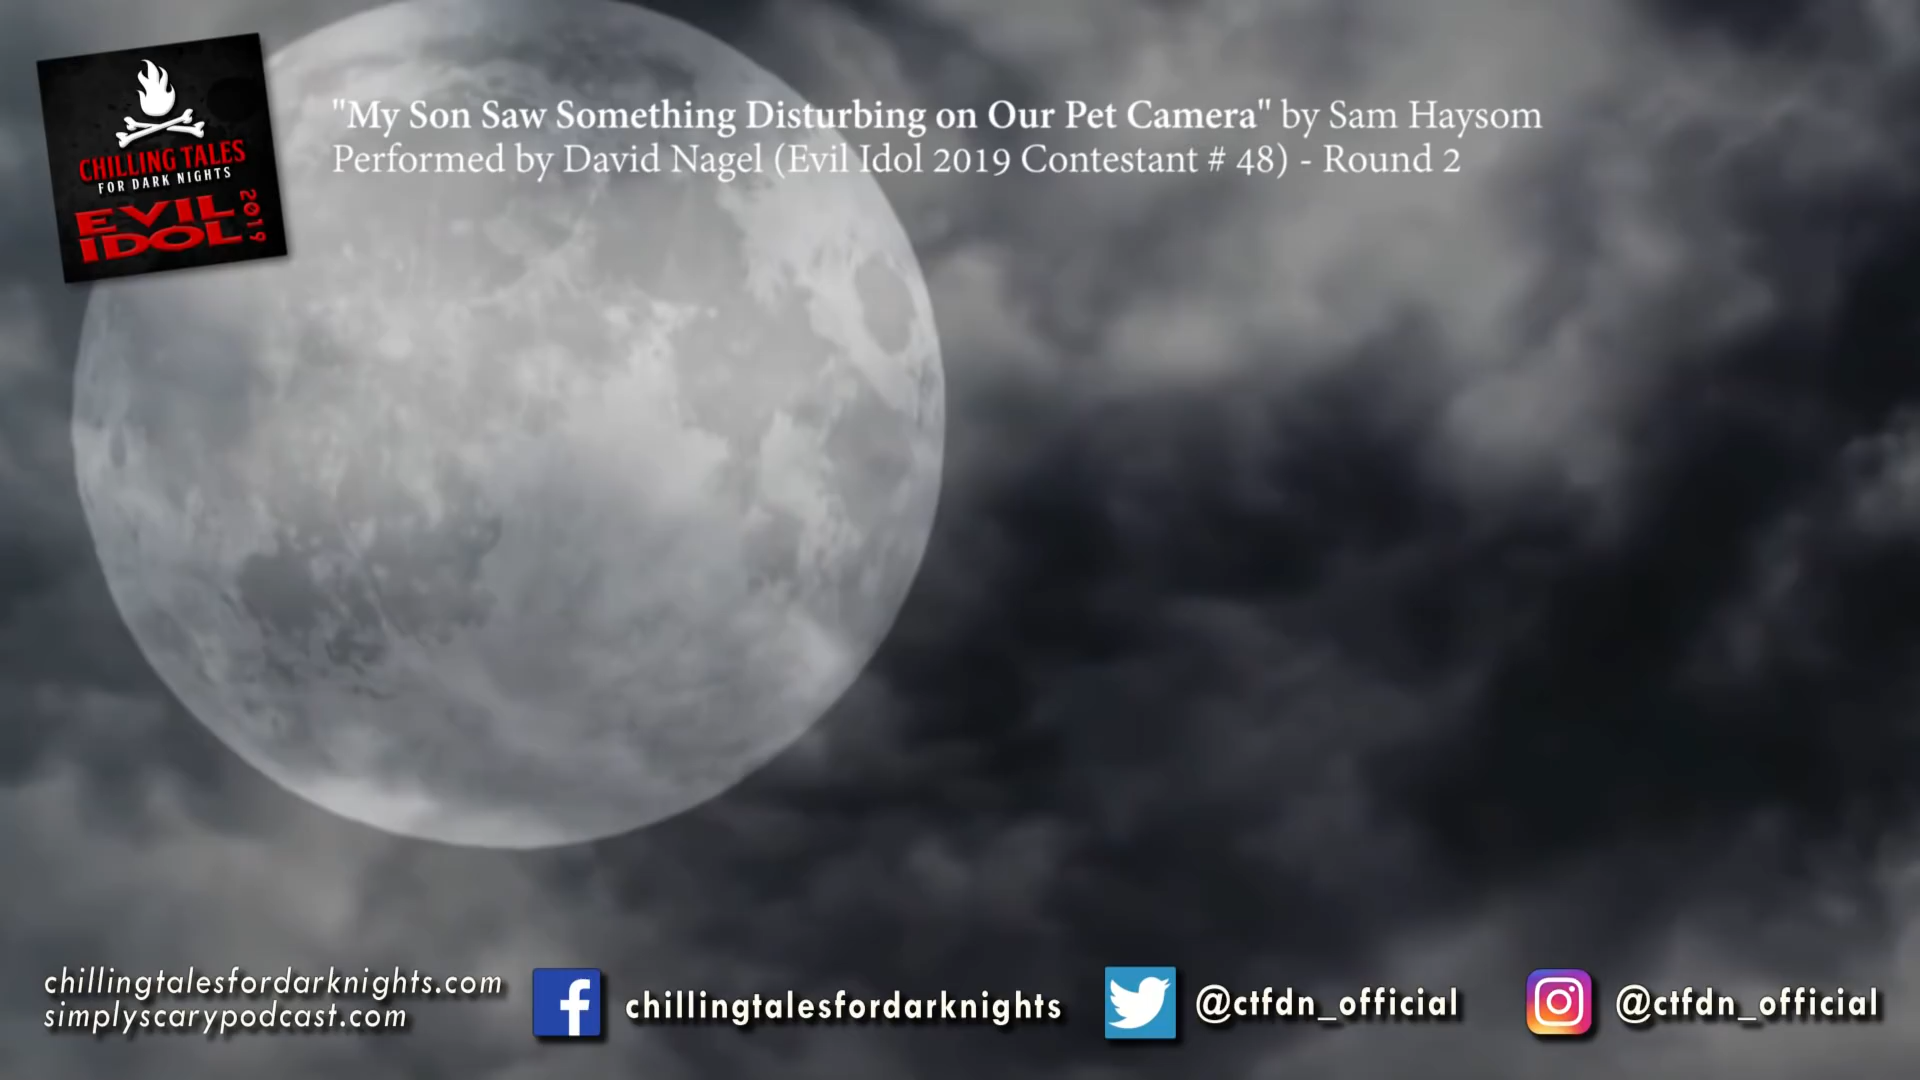 CHILLING TALES
FOR DARK NIGHTS
EVIL
IDOL
2019
"My Son Saw Something Disturbing on Our Pet Camera" by Sam Haysom
Performed by David Nagel (Evil Idol 2019 Contestant # 48) - Round 2
chillingtalesfordarknights.com
simplyscarypodcast.com
chillingtalesfordarknights
@ctfdn_official
@ctfdn_official